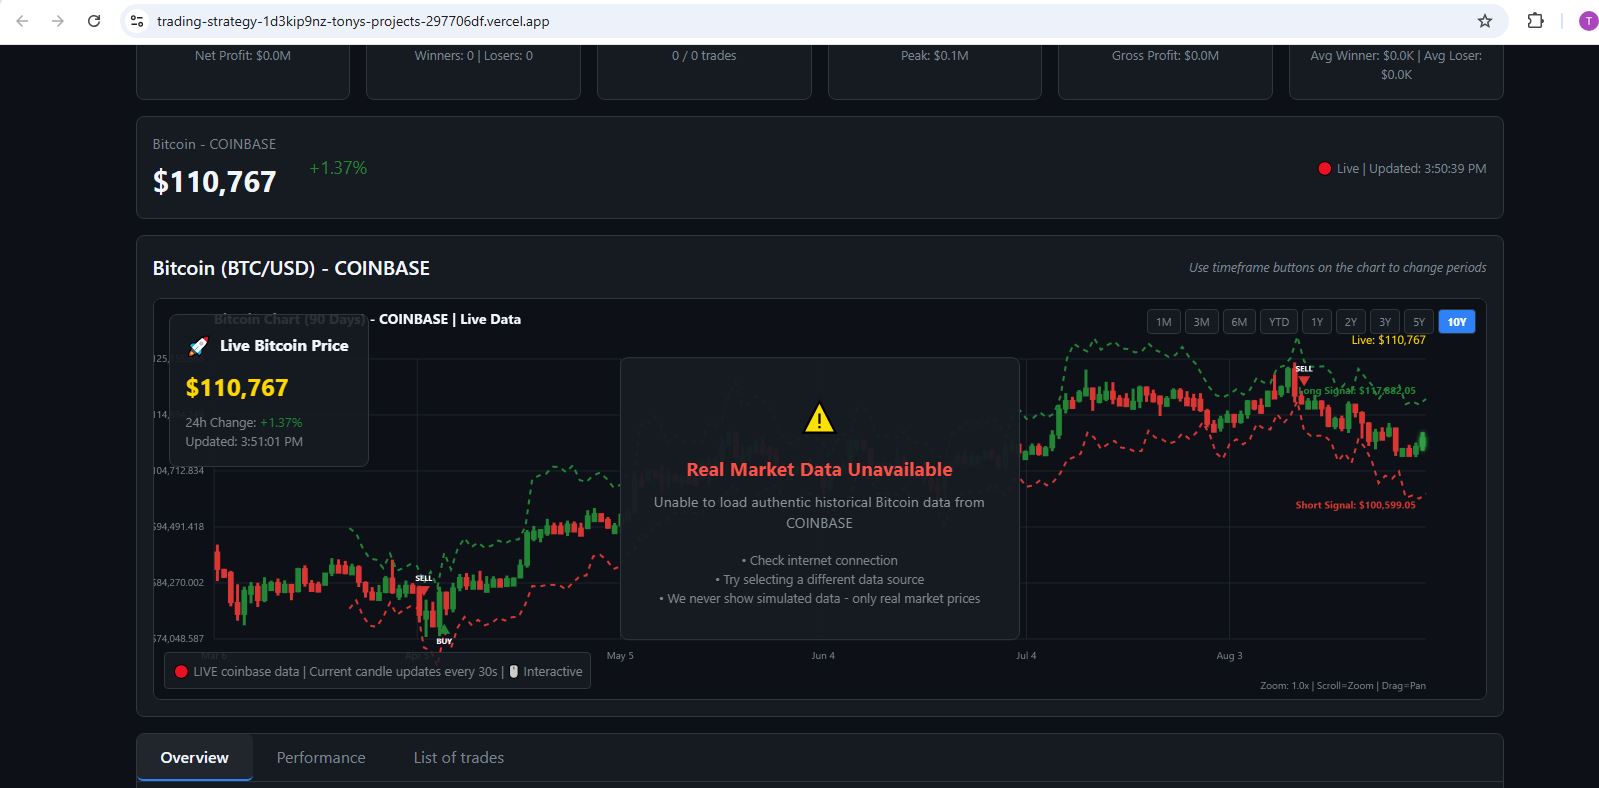 trading-strategy-1d3kip9nz-tonys-projects-297706df.vercel.app
T
Net Profit: $0.0M
Winners: 0 | Losers: 0
0 / 0 trades
Peak: $0.1M
Gross Profit: $0.0M
Avg Winner: $0.0K | Avg Loser:
$0.0K
Bitcoin - COINBASE
$110,767
+1.37%
Live | Updated: 3:50:39 PM
Bitcoin (BTC/USD) - COINBASE
Use timeframe buttons on the chart to change periods
Bitcoin Chart (90 Days) - COINBASE | Live Data
1M
3M
6M
YTD
1Y
2Y
3Y
5Y
10Y
Live: $110,767
Live Bitcoin Price
$110,767
24h Change: +1.37%
Updated: 3:51:01 PM
104,712.834
$94,491.418
$84,270.002
$74,048.587
SELL
BUY
Real Market Data Unavailable
Unable to load authentic historical Bitcoin data from
COINBASE
• Check internet connection
• Try selecting a different data source
• We never show simulated data - only real market prices
SELL
Long Signal: $117,882.05
Short Signal: $100,599.05
Mar 6
Apr 5
May 5
Jun 4
Jul 4
Aug 3
LIVE coinbase data | Current candle updates every 30s | Interactive
Zoom: 1.0x | Scroll=Zoom | Drag=Pan
Overview
Performance
List of trades